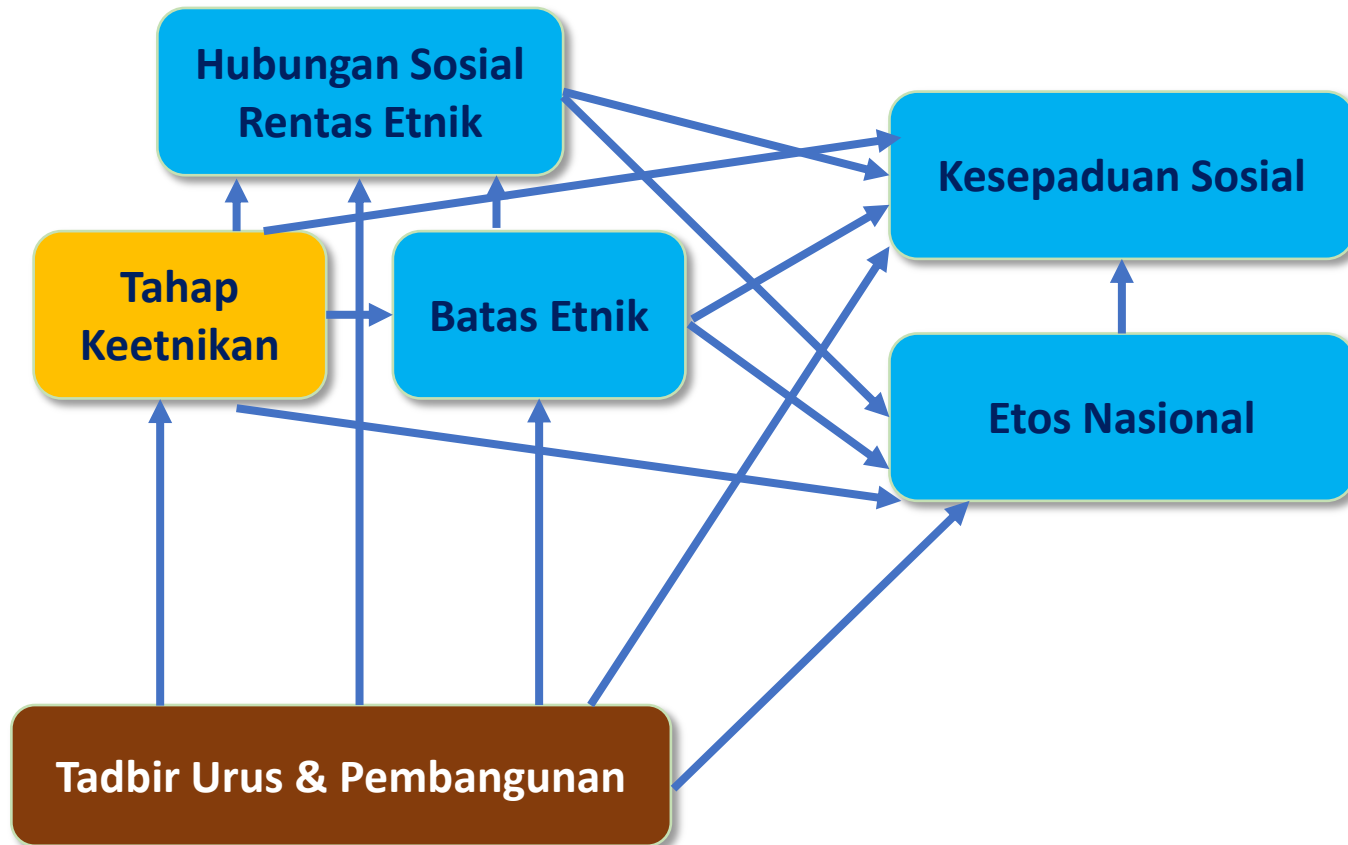 Hubungan Sosial
Rentas Etnik
Kesepaduan Sosial
Tahap
Keetnikan
Batas Etnik
Etos Nasional
Tadbir Urus & Pembangunan